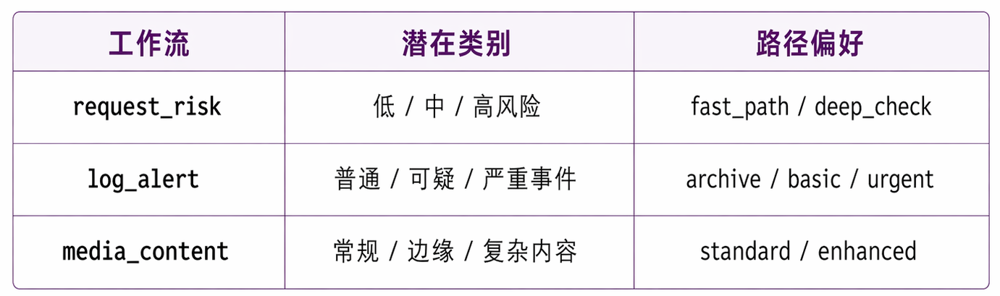 工作流 潜在类别 路径偏好
request_risk 低 / 中 / 高风险 fast_path / deep_check
log_alert 普通 / 可疑 / 严重事件 archive / basic / urgent
media_content 常规 / 边缘 / 复杂内容 standard / enhanced